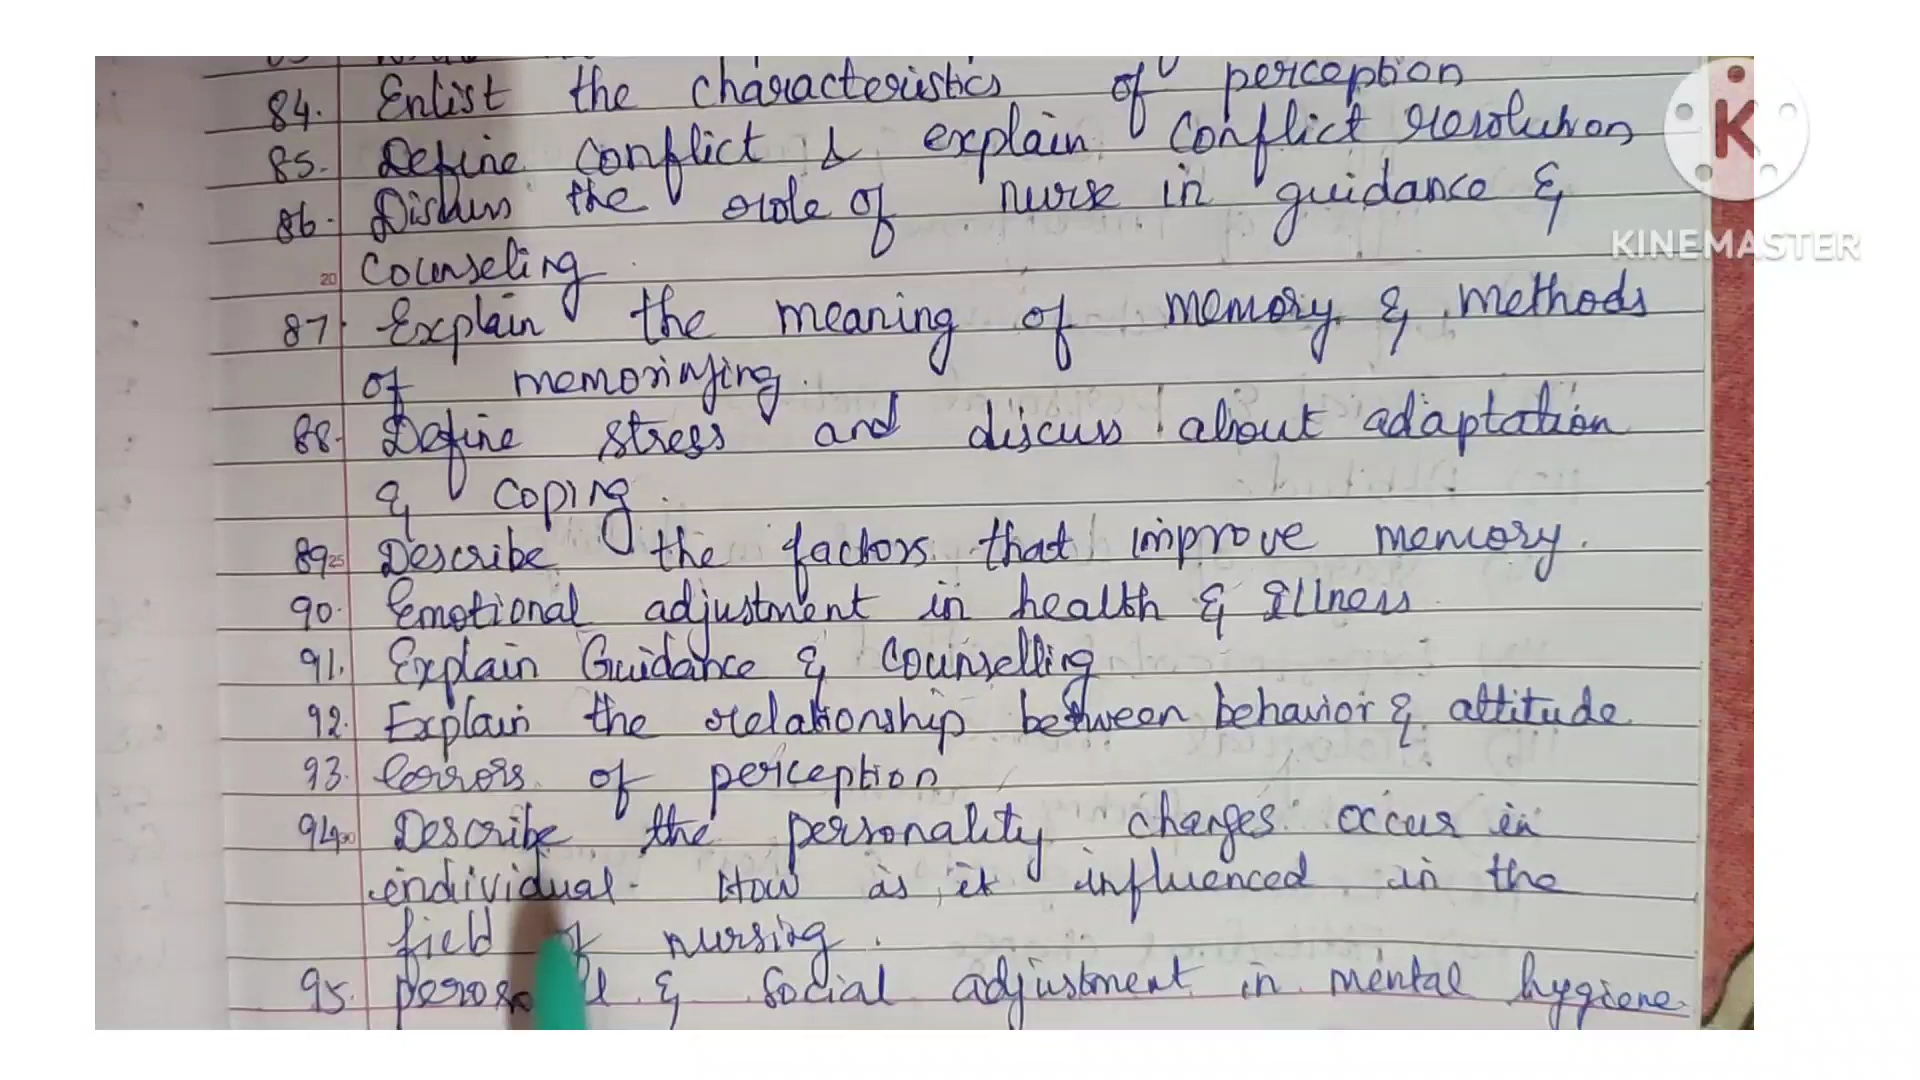 84. Enlist the characteristics of perception
85. Define conflict & explain conflict resolution
86. Discuss the role of nurse in guidance &
20 counseling
87. Explain the meaning of memory & methods
of memorizing.
88. Define stress and discuss about adaptation
& coping.
89. 25 Describe the factors that improve memory.
90. Emotional adjustment in health & Illness
91. Explain Guidance & counselling
92. Explain the relationship between behavior & attitude
93. errors of perception
94. 30 Describe the personality changes occur in
individual. How is it influenced in the
field of nursing.
95. & Social adjustment in mental hygiene
K
KINEMASTER